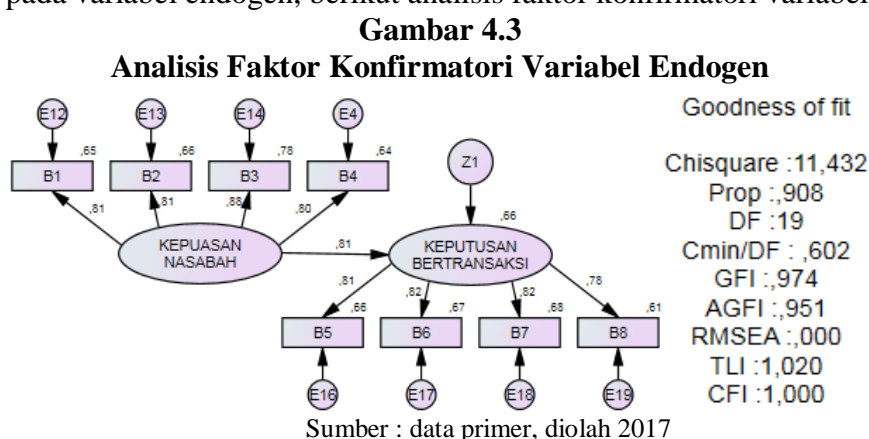 pada variabel endogen, berikut analisis faktor konfirmatori variabel
Gambar 4.3
Analisis Faktor Konfirmatori Variabel Endogen
E12 E13 E14 E4
,65 ,66 ,78 ,64
B1 B2 B3 B4
,81 ,81 ,88 ,80
KEPUASAN
NASABAH
,81
Z1
,66
KEPUTUSAN
BERTRANSAKSI
,81 ,82 ,82 ,78
,66 ,67 ,68 ,61
B5 B6 B7 B8
E16 E17 E18 E19
Goodness of fit
Chisquare :11,432
Prop :,908
DF :19
Cmin/DF : ,602
GFI :,974
AGFI :,951
RMSEA :,000
TLI :1,020
CFI :1,000
Sumber : data primer, diolah 2017